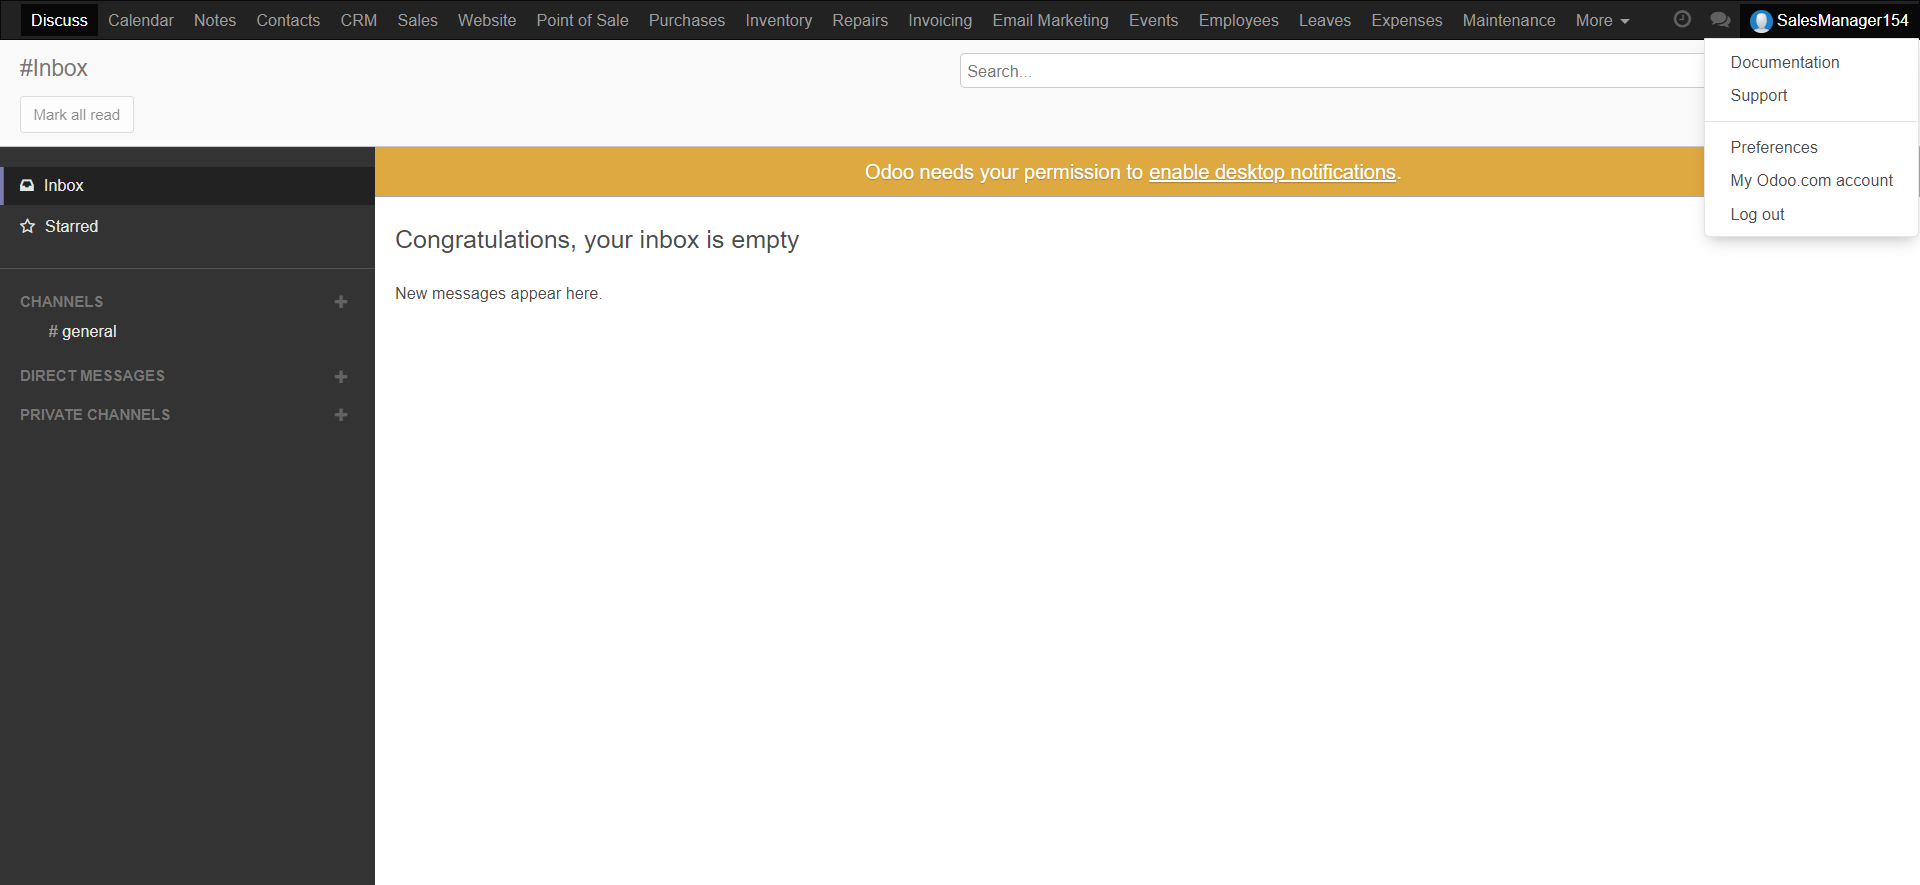 Discuss Calendar Notes Contacts CRM Sales Website Point of Sale Purchases Inventory Repairs Invoicing Email Marketing Events Employees Leaves Expenses Maintenance More SalesManager154
#Inbox
Search...
Mark all read
Documentation
Support
Preferences
My Odoo.com account
Log out
Inbox
Starred
CHANNELS
# general
DIRECT MESSAGES
PRIVATE CHANNELS
Odoo needs your permission to enable desktop notifications.
Congratulations, your inbox is empty
New messages appear here.